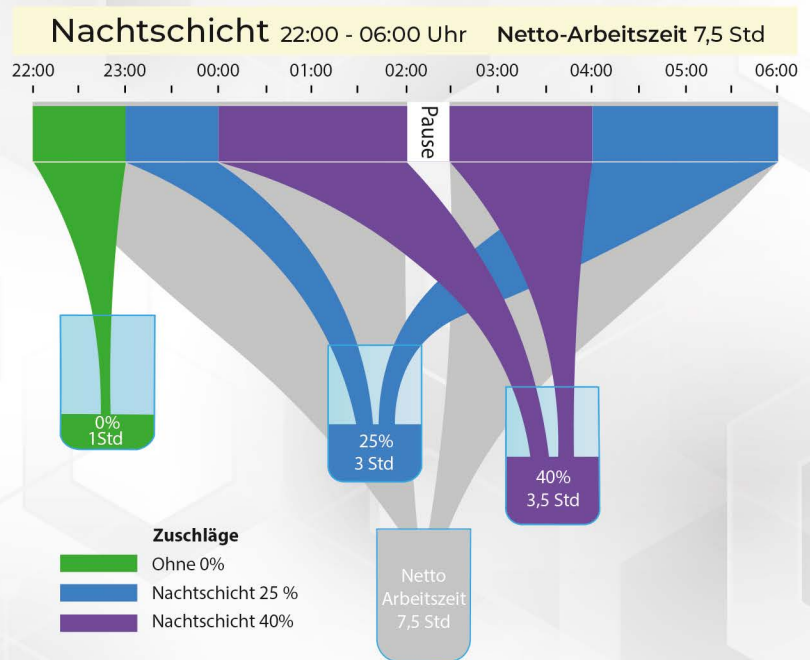 Nachtschicht 22:00 - 06:00 Uhr Netto-Arbeitszeit 7,5 Std
22:00 23:00 00:00 01:00 02:00 03:00 04:00 05:00 06:00
Pause
0%
1Std
25%
3 Std
40%
3,5 Std
Zuschläge
Ohne 0%
Nachtschicht 25 %
Nachtschicht 40%
Netto
Arbeitszeit
7,5 Std